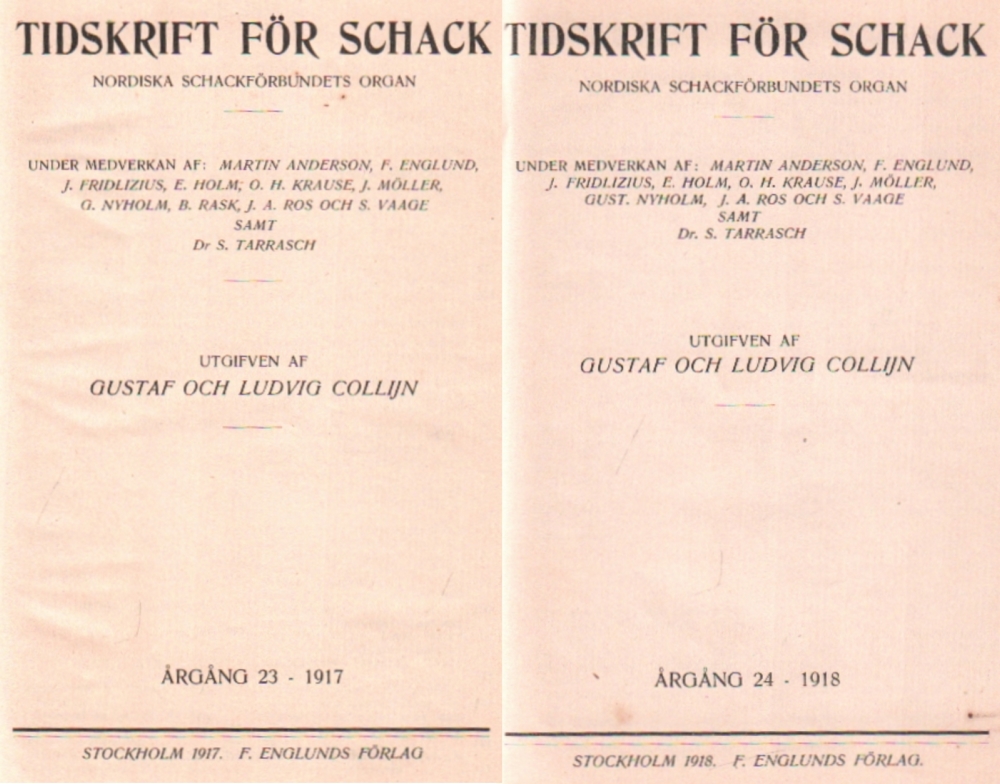 TIDSKRIFT FÖR SCHACK
NORDISKA SCHACKFÖRBUNDETS ORGAN
UNDER MEDVERKAN AF: MARTIN ANDERSON, F. ENGLUND,
J. FRIDLIZIUS, E. HOLM, O. H. KRAUSE, J. MÖLLER,
G. NYHOLM, B. RASK, J. A. ROS OCH S. VAAGE
SAMT
Dr S. TARRASCH
UTGIFVEN AF
GUSTAF OCH LUDVIG COLLIJN
ÅRGÅNG 23 - 1917
STOCKHOLM 1917. F. ENGLUNDS FÖRLAG
TIDSKRIFT FÖR SCHACK
NORDISKA SCHACKFÖRBUNDETS ORGAN
UNDER MEDVERKAN AF: MARTIN ANDERSON, F. ENGLUND,
J. FRIDLIZIUS, E. HOLM, O. H. KRAUSE, J. MÖLLER,
GUST. NYHOLM, J. A. ROS OCH S. VAAGE
SAMT
Dr. S. TARRASCH
UTGIFVEN AF
GUSTAF OCH LUDVIG COLLIJN
ÅRGÅNG 24 - 1918
STOCKHOLM 1918. F. ENGLUNDS FÖRLAG.